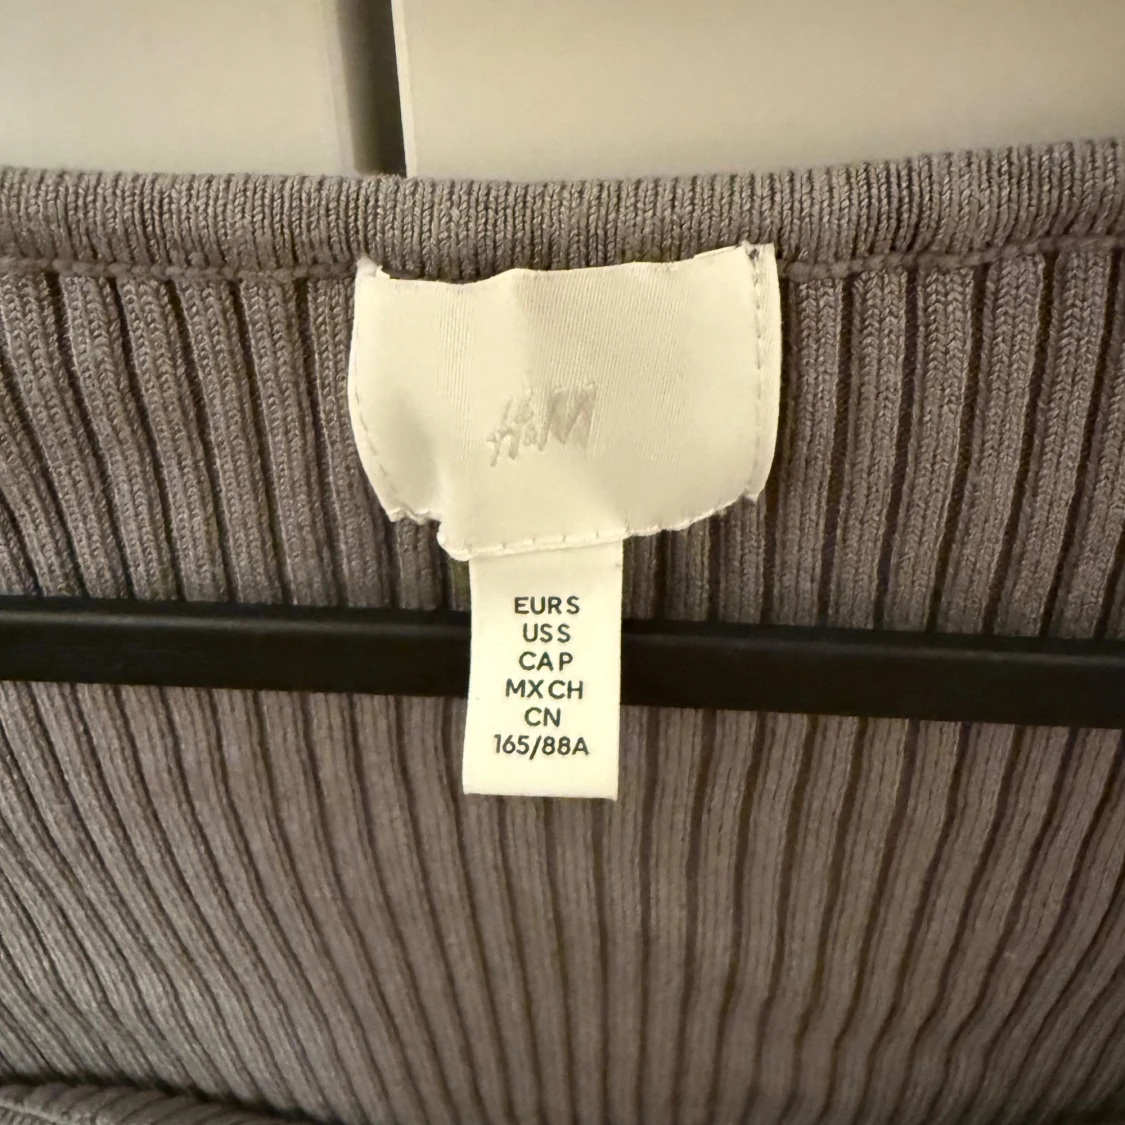 H&M
EUR S
US S
CA P
MX CH
CN
165/88A